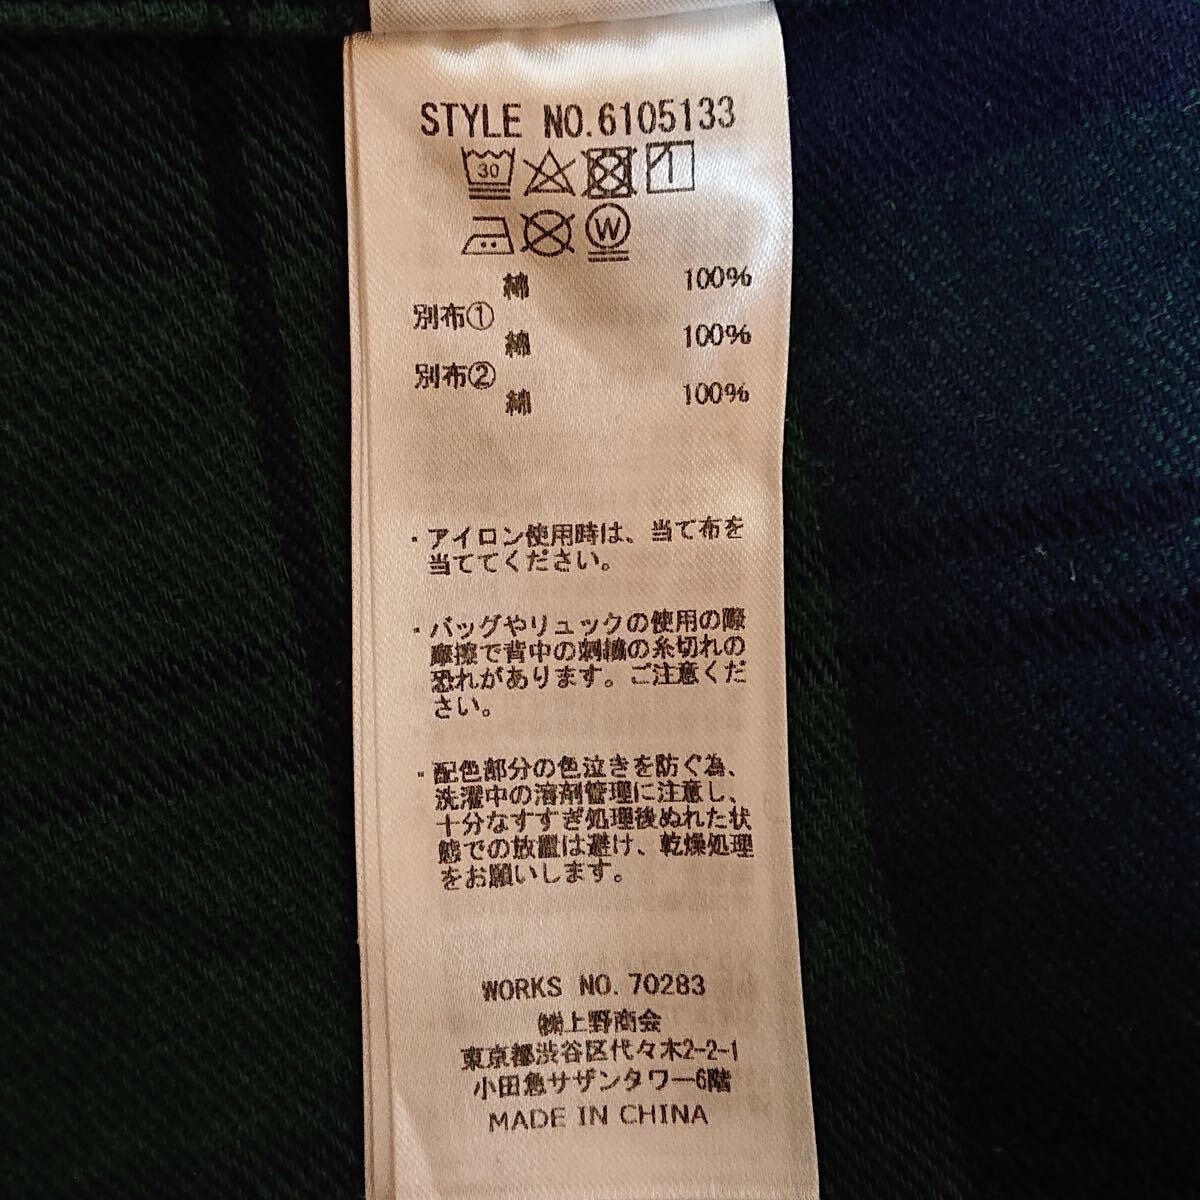 STYLE NO.6105133
30
W
綿 100%
別布①
綿 100%
別布②
綿 100%
・アイロン使用時は、当て布を
当ててください。
・バッグやリュックの使用の際
摩擦で背中の刺繍の糸切れの
恐れがあります。ご注意くだ
さい。
・配色部分の色泣きを防ぐ為、
洗濯中の溶剤管理に注意し、
十分なすすぎ処理後ぬれた状
態での放置は避け、乾燥処理
をお願いします。
WORKS NO. 70283
㈱上野商会
東京都渋谷区代々木2-2-1
小田急サザンタワー6階
MADE IN CHINA